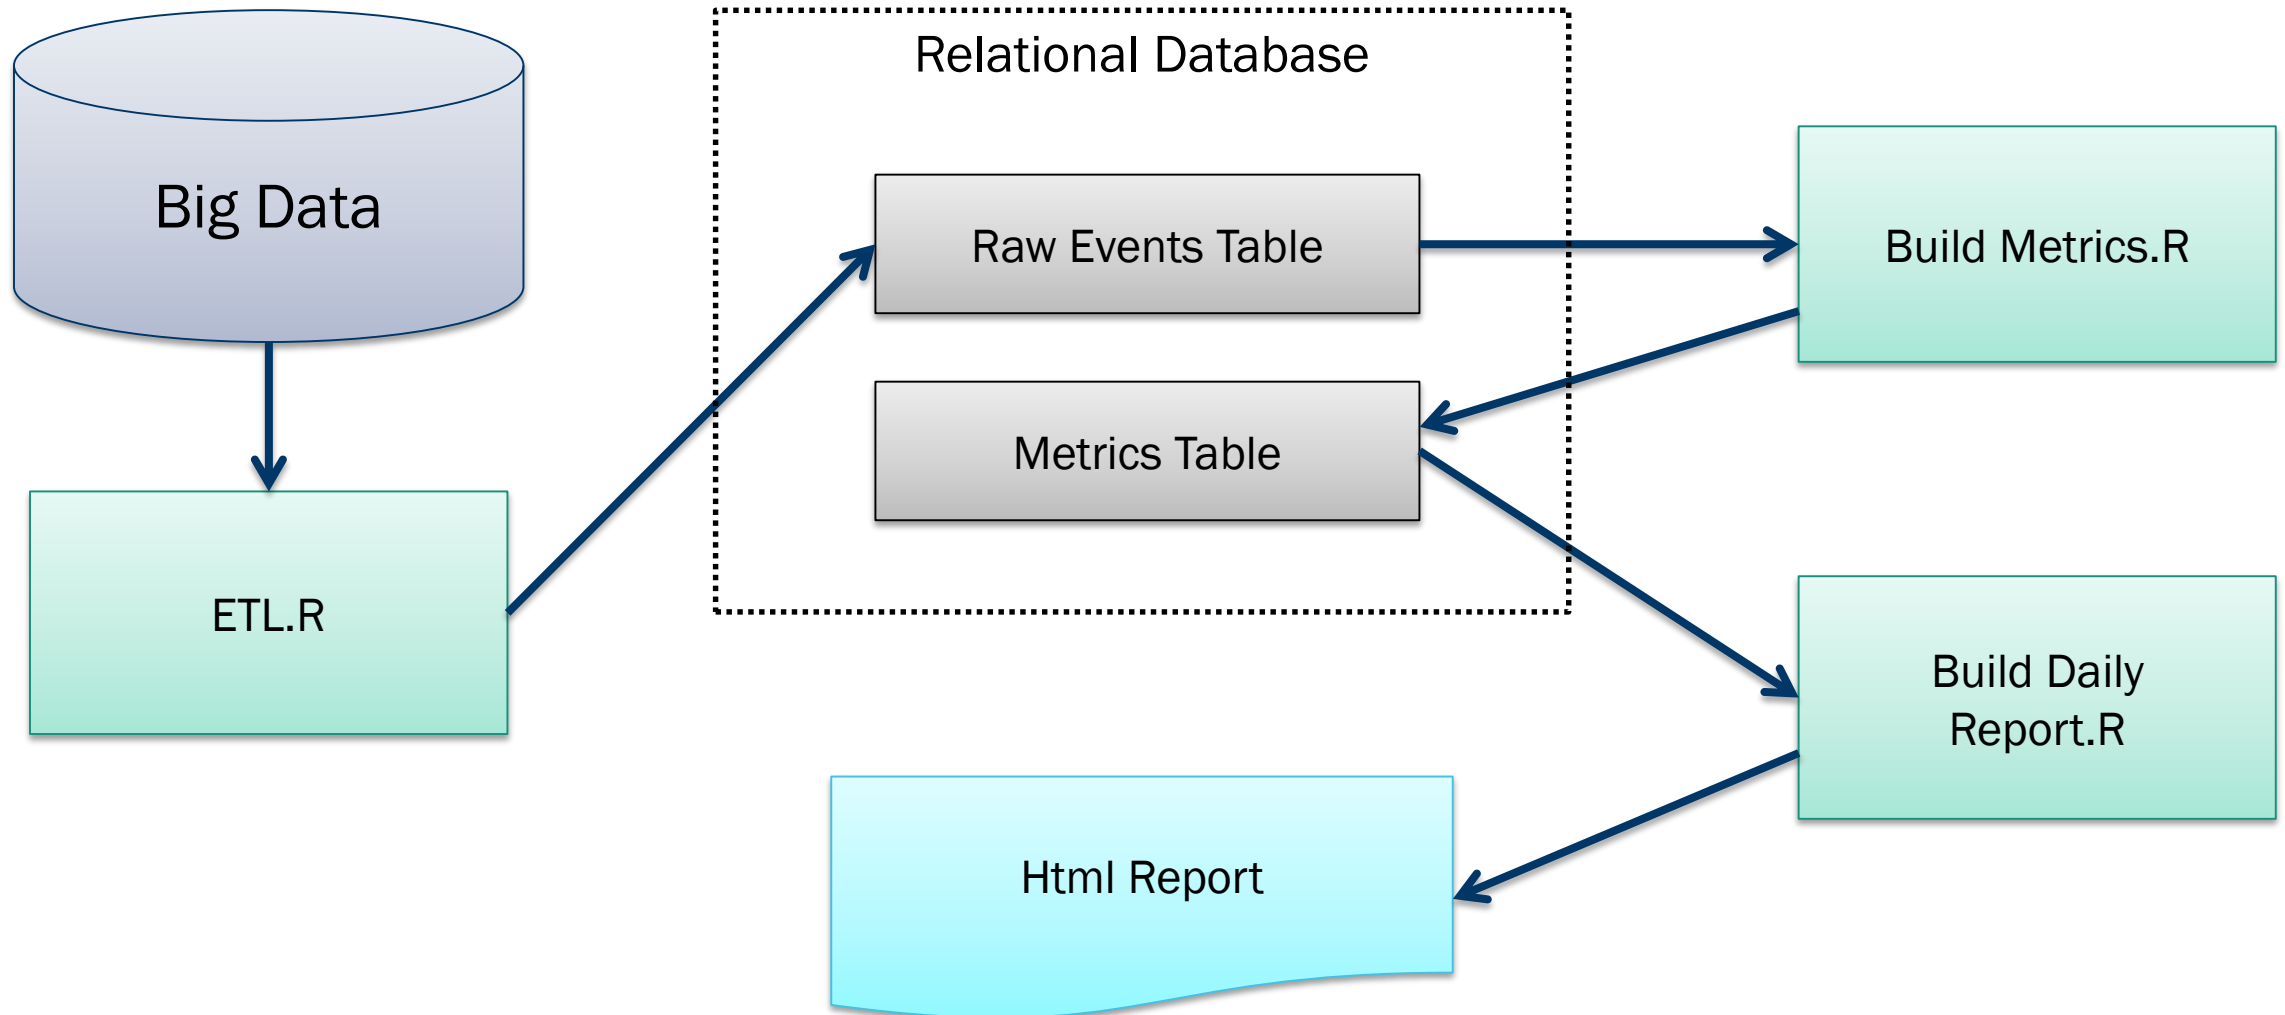 Relational Database
Big Data
Raw Events Table
Build Metrics.R
Metrics Table
ETL.R
Build Daily
Report.R
Html Report